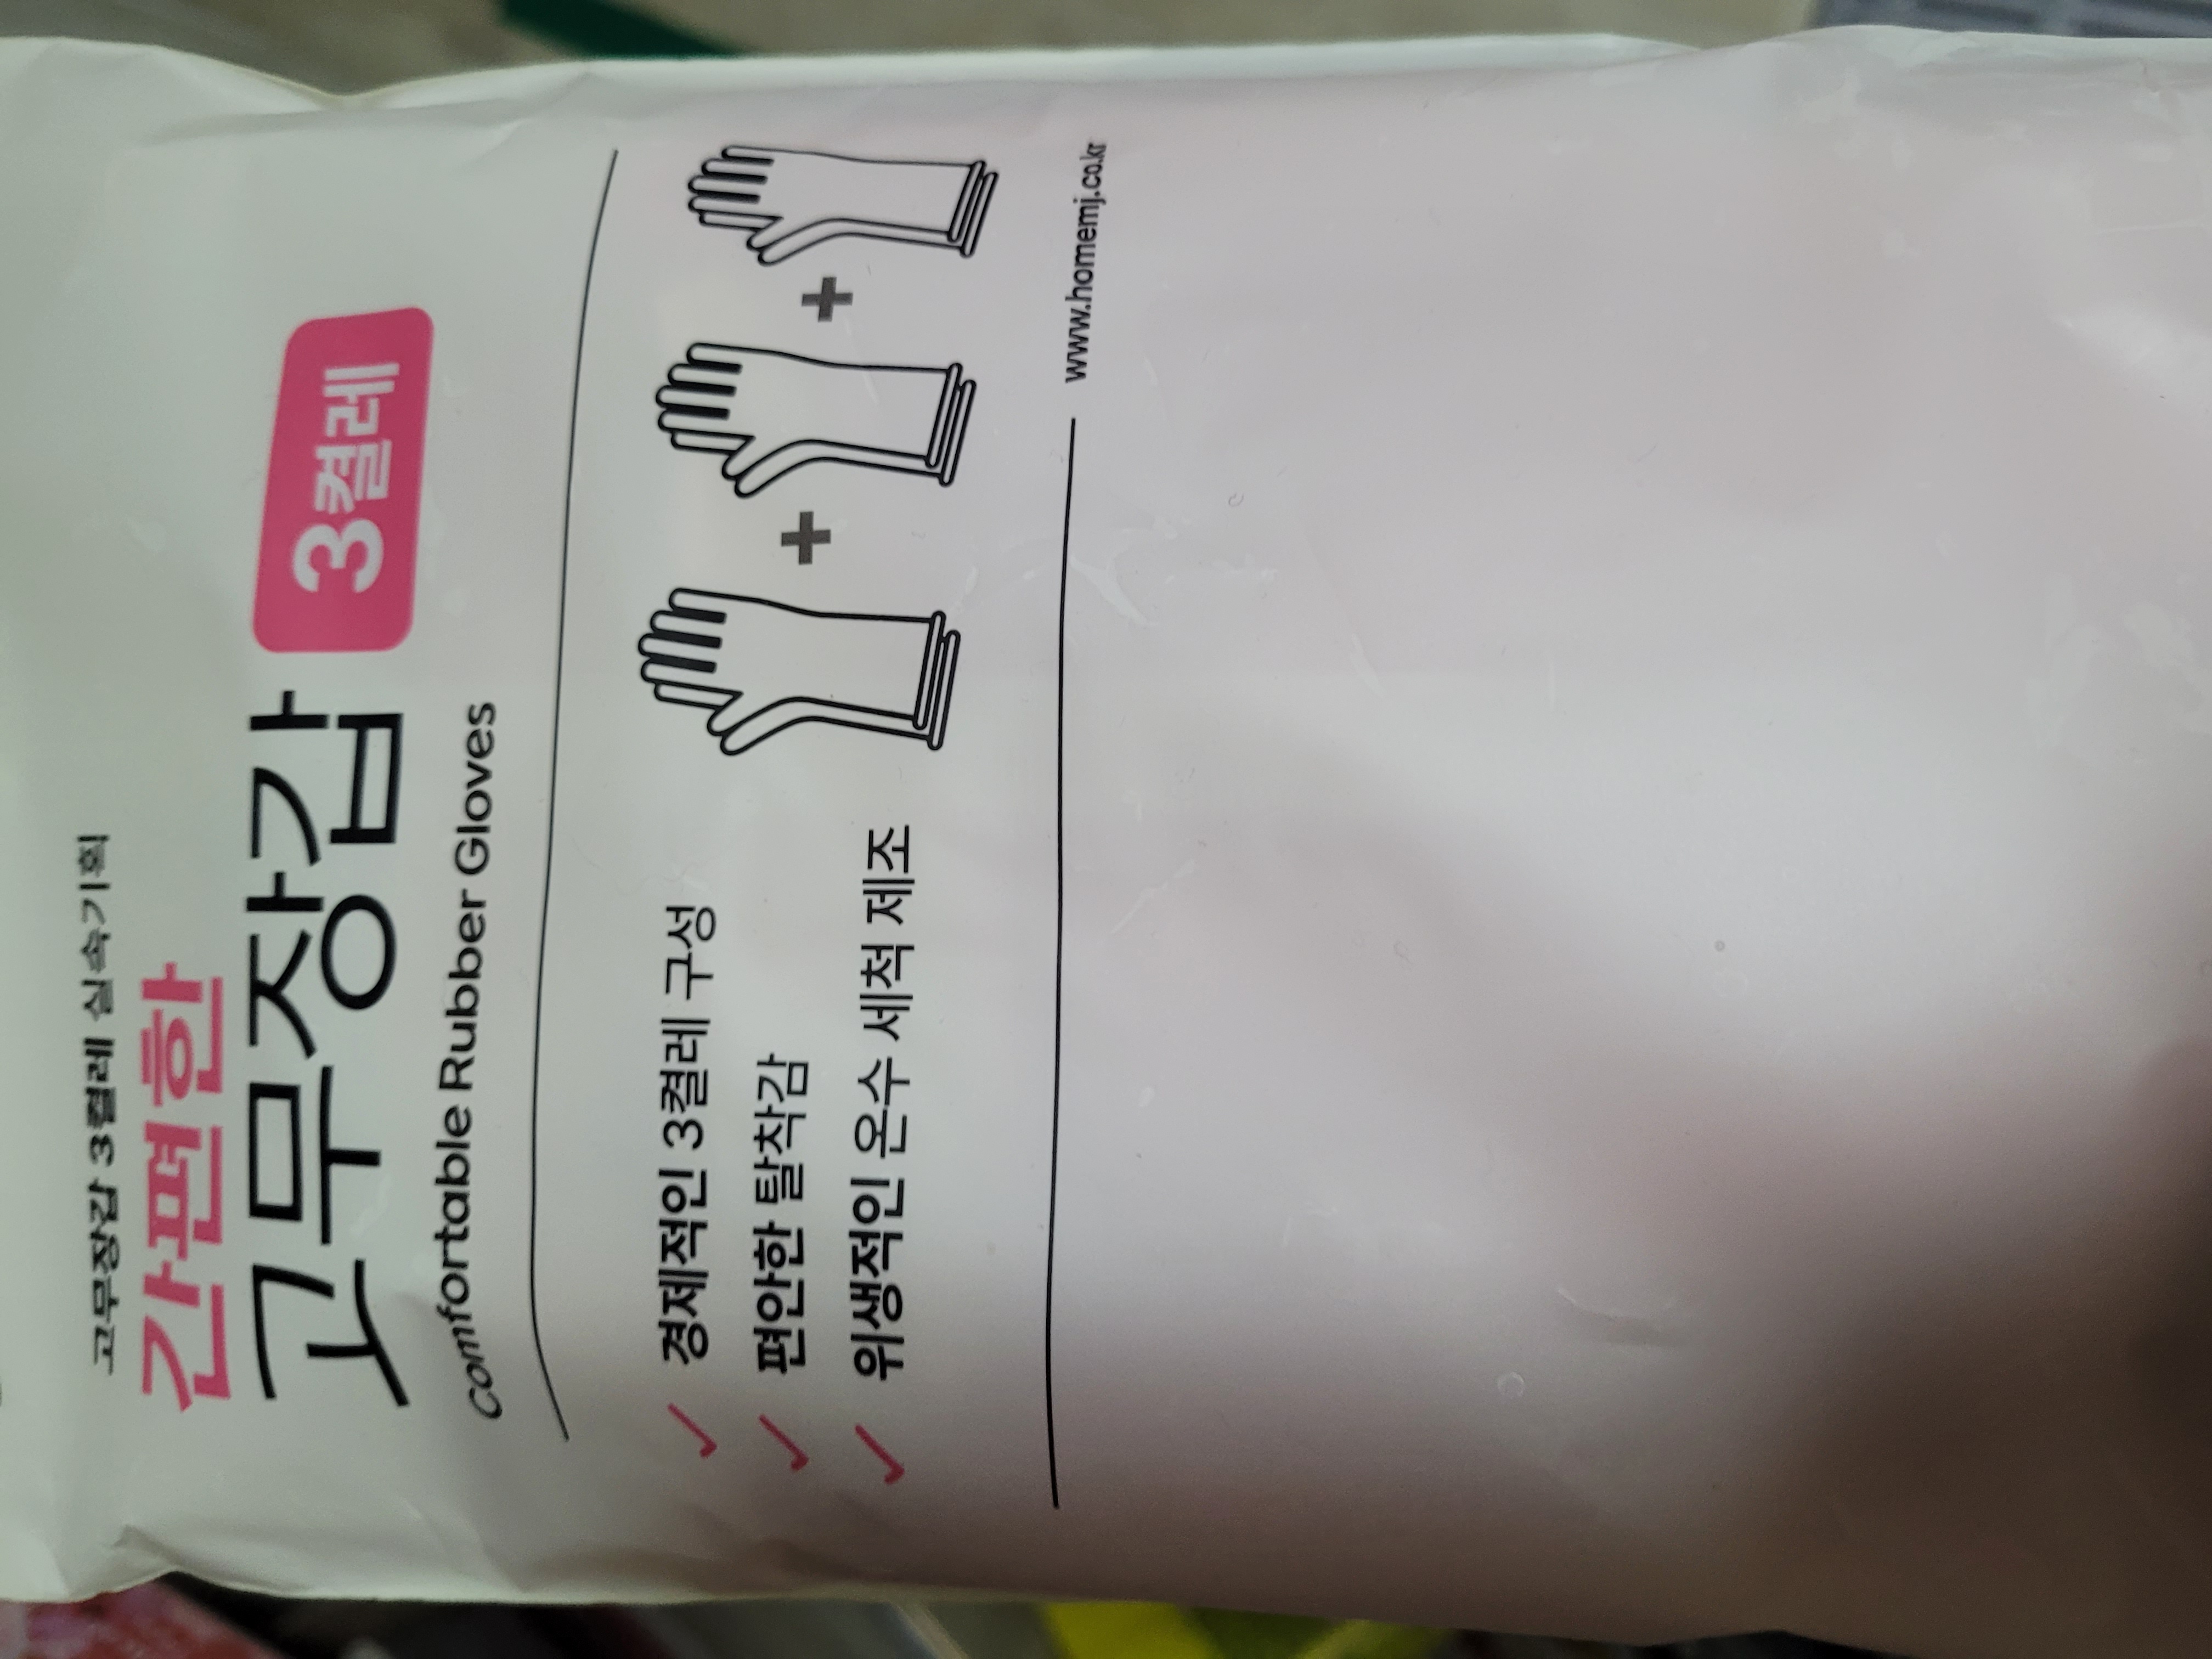 고무장갑 3켤레 실속기획
간편한
고무장갑 3켤레
Comfortable Rubber Gloves
✓ 경제적인 3켤레 구성
✓ 편안한 탈착감
✓ 위생적인 온수 세척 제조
+ +
www.homemj.co.kr